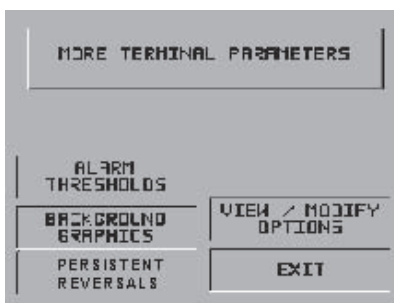 MORE TERMINAL PARAMETERS
ALARM
THRESHOLDS
BACKGROUND
GRAPHICS
PERSISTENT
REVERSALS
VIEW / MODIFY
OPTIONS
EXIT